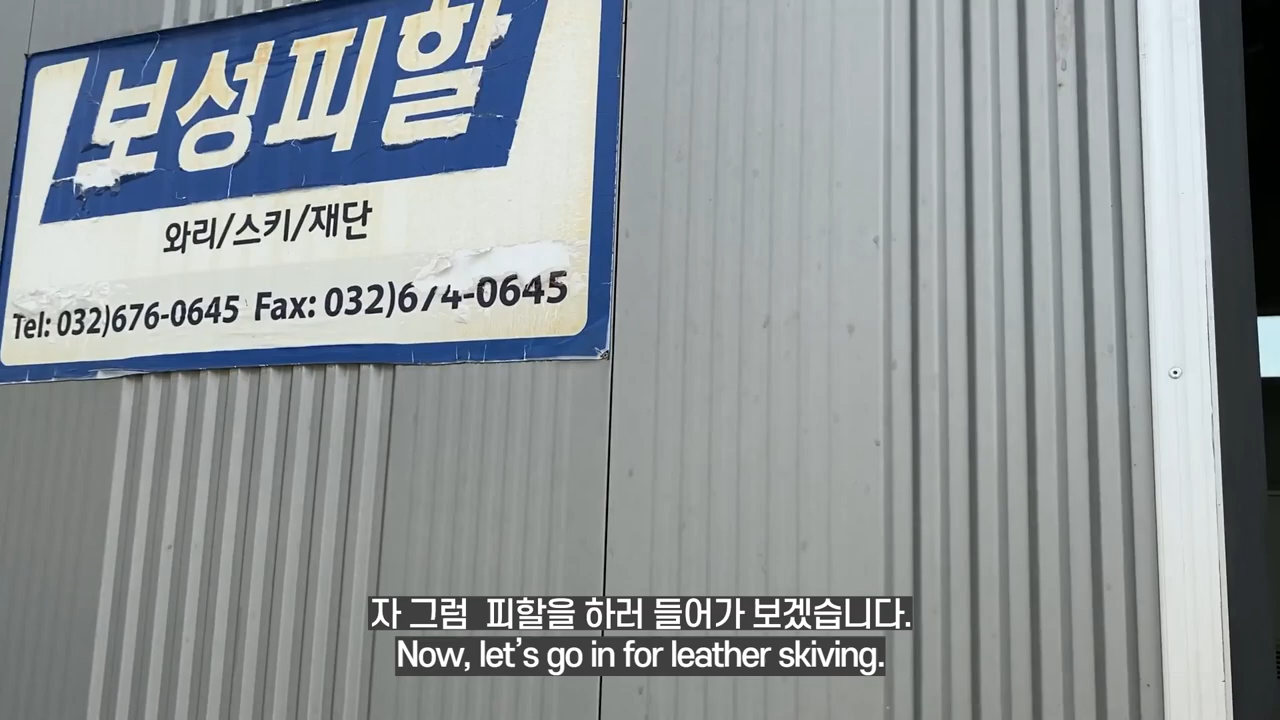 보성피할
와리/스키/재단
Tel: 032)676-0645 Fax: 032)674-0645
자 그럼 피할을 하러 들어가 보겠습니다.
Now, let's go in for leather skiving.